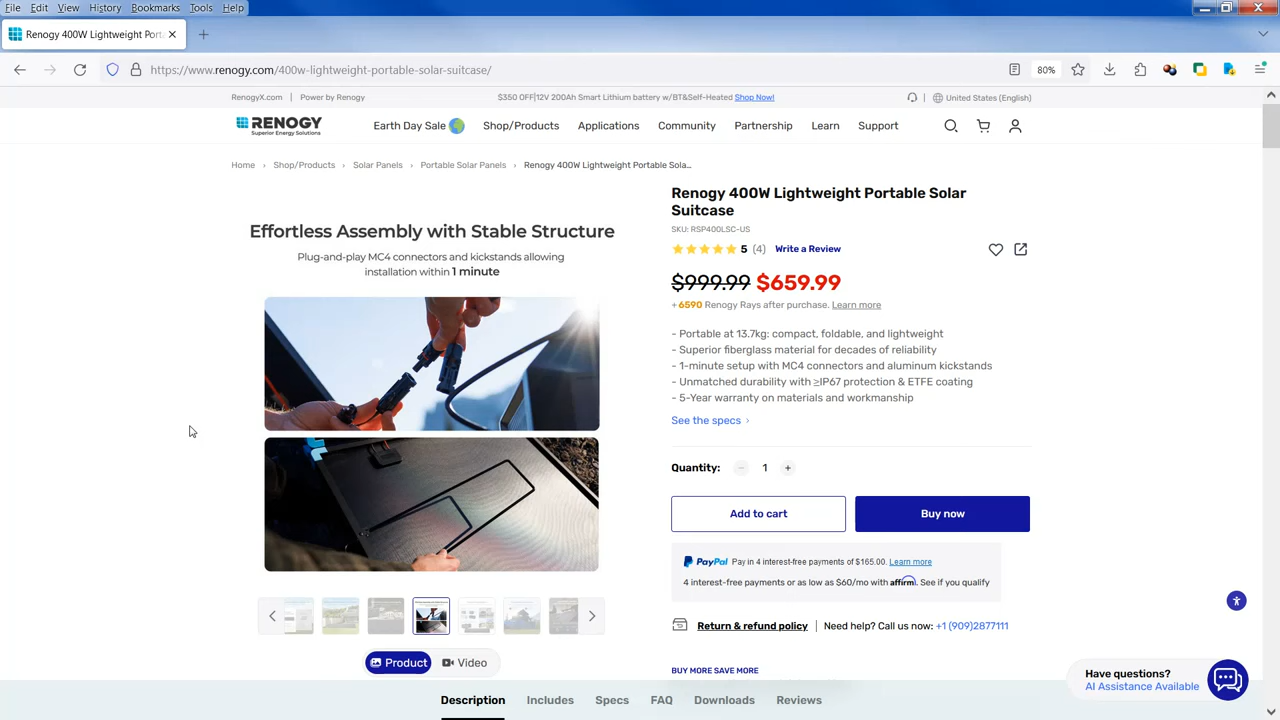 File Edit View History Bookmarks Tools Help
Renogy 400W Lightweight Port
https://www.renogy.com/400w-lightweight-portable-solar-suitcase/
80%
RenogyX.com | Power by Renogy
$350 OFF|12V 200Ah Smart Lithium battery w/BT&Self-Heated Shop Now!
United States (English)
RENOGY
Superior Energy Solutions
Earth Day Sale Shop/Products Applications Community Partnership Learn Support
Home › Shop/Products › Solar Panels › Portable Solar Panels › Renogy 400W Lightweight Portable Sola...
Effortless Assembly with Stable Structure
Plug-and-play MC4 connectors and kickstands allowing
installation within 1 minute
Product
Video
Renogy 400W Lightweight Portable Solar
Suitcase
SKU: RSP400LSC-US
5 (4) Write a Review
$999.99 $659.99
+6590 Renogy Rays after purchase. Learn more
- Portable at 13.7kg: compact, foldable, and lightweight
- Superior fiberglass material for decades of reliability
- 1-minute setup with MC4 connectors and aluminum kickstands
- Unmatched durability with ≥IP67 protection & ETFE coating
- 5-Year warranty on materials and workmanship
See the specs ›
Quantity: − 1 +
Add to cart
Buy now
PayPal Pay in 4 interest-free payments of $165.00. Learn more
4 interest-free payments or as low as $60/mo with affirm. See if you qualify
Return & refund policy | Need help? Call us now: +1 (909)2877111
BUY MORE SAVE MORE
Have questions?
AI Assistance Available
Description Includes Specs FAQ Downloads Reviews